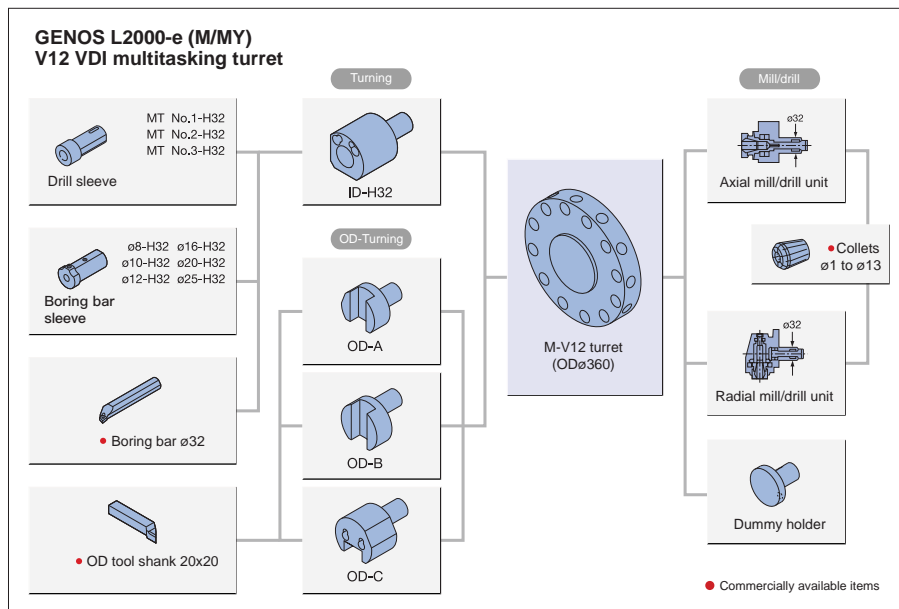 GENOS L2000-e (M/MY)
V12 VDI multitasking turret
Turning
Mill/drill
MT No.1-H32
MT No.2-H32
MT No.3-H32
Drill sleeve
ID-H32
ø32
Axial mill/drill unit
OD-Turning
ø8-H32 ø16-H32
ø10-H32 ø20-H32
ø12-H32 ø25-H32
Boring bar
sleeve
OD-A
M-V12 turret
(ODø360)
Collets
ø1 to ø13
ø32
Radial mill/drill unit
Boring bar ø32
OD-B
OD tool shank 20x20
OD-C
Dummy holder
Commercially available items